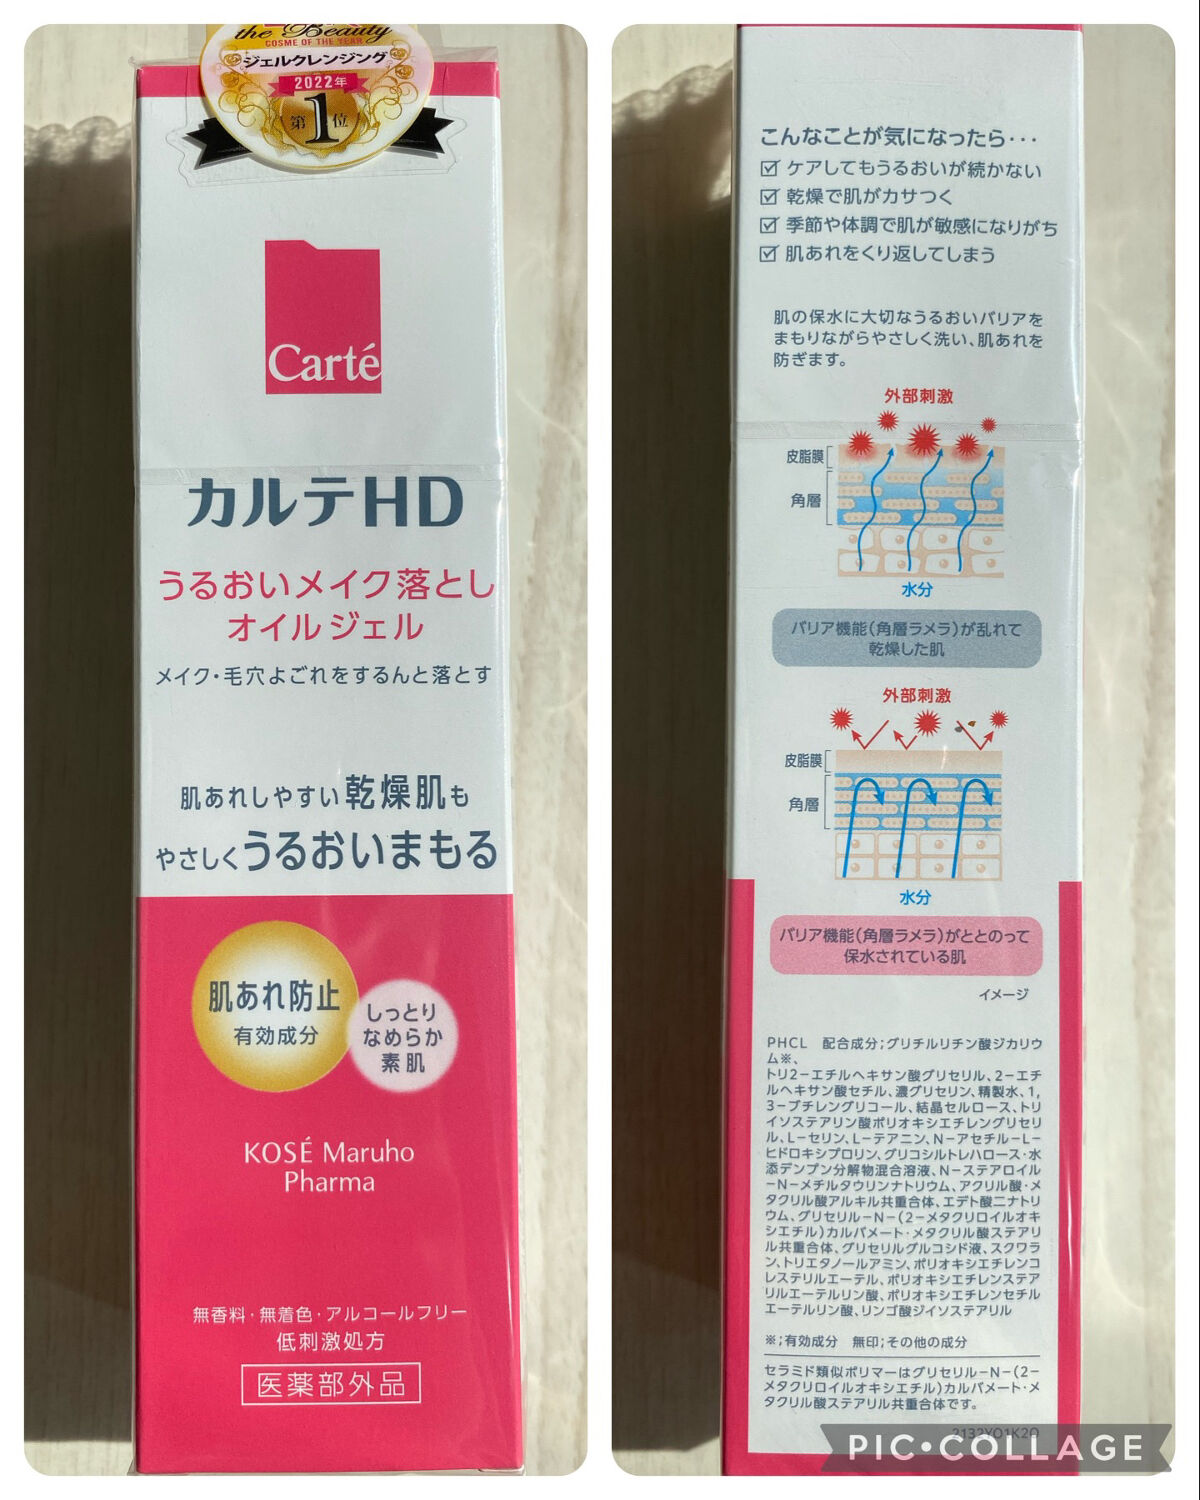 the Beauty
COSME OF THE YEAR
ジェルクレンジング
2022年
第1位
Carté
カルテHD
うるおいメイク落とし
オイルジェル
メイク・毛穴よごれをするんと落とす
肌あれしやすい乾燥肌も
やさしくうるおいまもる
肌あれ防止
有効成分
しっとり
なめらか
素肌
KOSÉ Maruho
Pharma
無香料・無着色・アルコールフリー
低刺激処方
医薬部外品
こんなことが気になったら・・・
ケアしてもうるおいが続かない
乾燥で肌がカサつく
季節や体調で肌が敏感になりがち
肌あれをくり返してしまう
肌の保水に大切なうるおいバリアを
まもりながらやさしく洗い、肌あれを
防ぎます。
外部刺激
皮脂膜
角層
水分
バリア機能(角層ラメラ)が乱れて
乾燥した肌
外部刺激
皮脂膜
角層
水分
バリア機能(角層ラメラ)がととのって
保水されている肌
イメージ
PHCL 配合成分;グリチルリチン酸ジカリウ
ム※、
トリ2-エチルヘキサン酸グリセリル、2-エチ
ルヘキサン酸セチル、濃グリセリン、精製水、1,
3-ブチレングリコール、結晶セルロース、トリ
イソステアリン酸ポリオキシエチレングリセリ
ル、L-セリン、L-テアニン、N-アセチル-L-
ヒドロキシプロリン、グリコシルトレハロース・水
添デンプン分解物混合溶液、N-ステアロイル
-N-メチルタウリンナトリウム、アクリル酸・メ
タクリル酸アルキル共重合体、エデト酸二ナトリ
ウム、グリセリル-N-(2-メタクリロイルオキ
シエチル)カルバメート・メタクリル酸ステアリ
ル共重合体、グリセリルグルコシド液、スクワラ
ン、トリエタノールアミン、ポリオキシエチレンコ
レステリルエーテル、ポリオキシエチレンステア
リルエーテルリン酸、ポリオキシエチレンセチル
エーテルリン酸、リンゴ酸ジイソステアリル
※;有効成分 無印;その他の成分
セラミド類似ポリマーはグリセリル-N-(2-
メタクリロイルオキシエチル)カルバメート・メ
タクリル酸ステアリル共重合体です。
PIC•COLLAGE